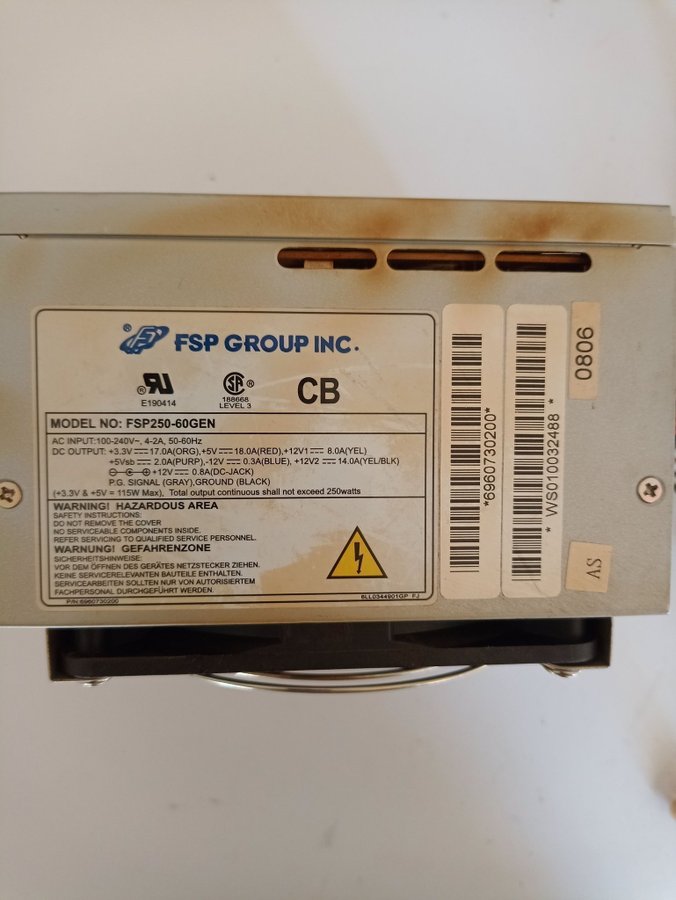 FSP GROUP INC.
E190414
188668
LEVEL 3
CB
MODEL NO: FSP250-60GEN
AC INPUT:100-240V~, 4-2A, 50-60Hz
DC OUTPUT: +3.3V ⎓ 17.0A(ORG),+5V ⎓ 18.0A(RED),+12V1 ⎓ 8.0A(YEL)
+5Vsb ⎓ 2.0A(PURP),-12V ⎓ 0.3A(BLUE), +12V2 ⎓ 14.0A(YEL/BLK)
+12V ⎓ 0.8A(DC-JACK)
P.G. SIGNAL (GRAY),GROUND (BLACK)
(+3.3V & +5V = 115W Max), Total output continuous shall not exceed 250watts
WARNING! HAZARDOUS AREA
SAFETY INSTRUCTIONS:
DO NOT REMOVE THE COVER
NO SERVICEABLE COMPONENTS INSIDE.
REFER SERVICING TO QUALIFIED SERVICE PERSONNEL.
WARNUNG! GEFAHRENZONE
SICHERHEITSHINWEISE:
VOR DEM ÖFFNEN DES GERÄTES NETZSTECKER ZIEHEN.
KEINE SERVICERELEVANTEN BAUTEILE ENTHALTEN.
SERVICEARBEITEN SOLLTEN NUR VON AUTORISIERTEM
FACHPERSONAL DURCHGEFÜHRT WERDEN.
P/N:6960730200
6LL0344901GP FJ
*6960730200*
* WS010032488 *
0806
AS